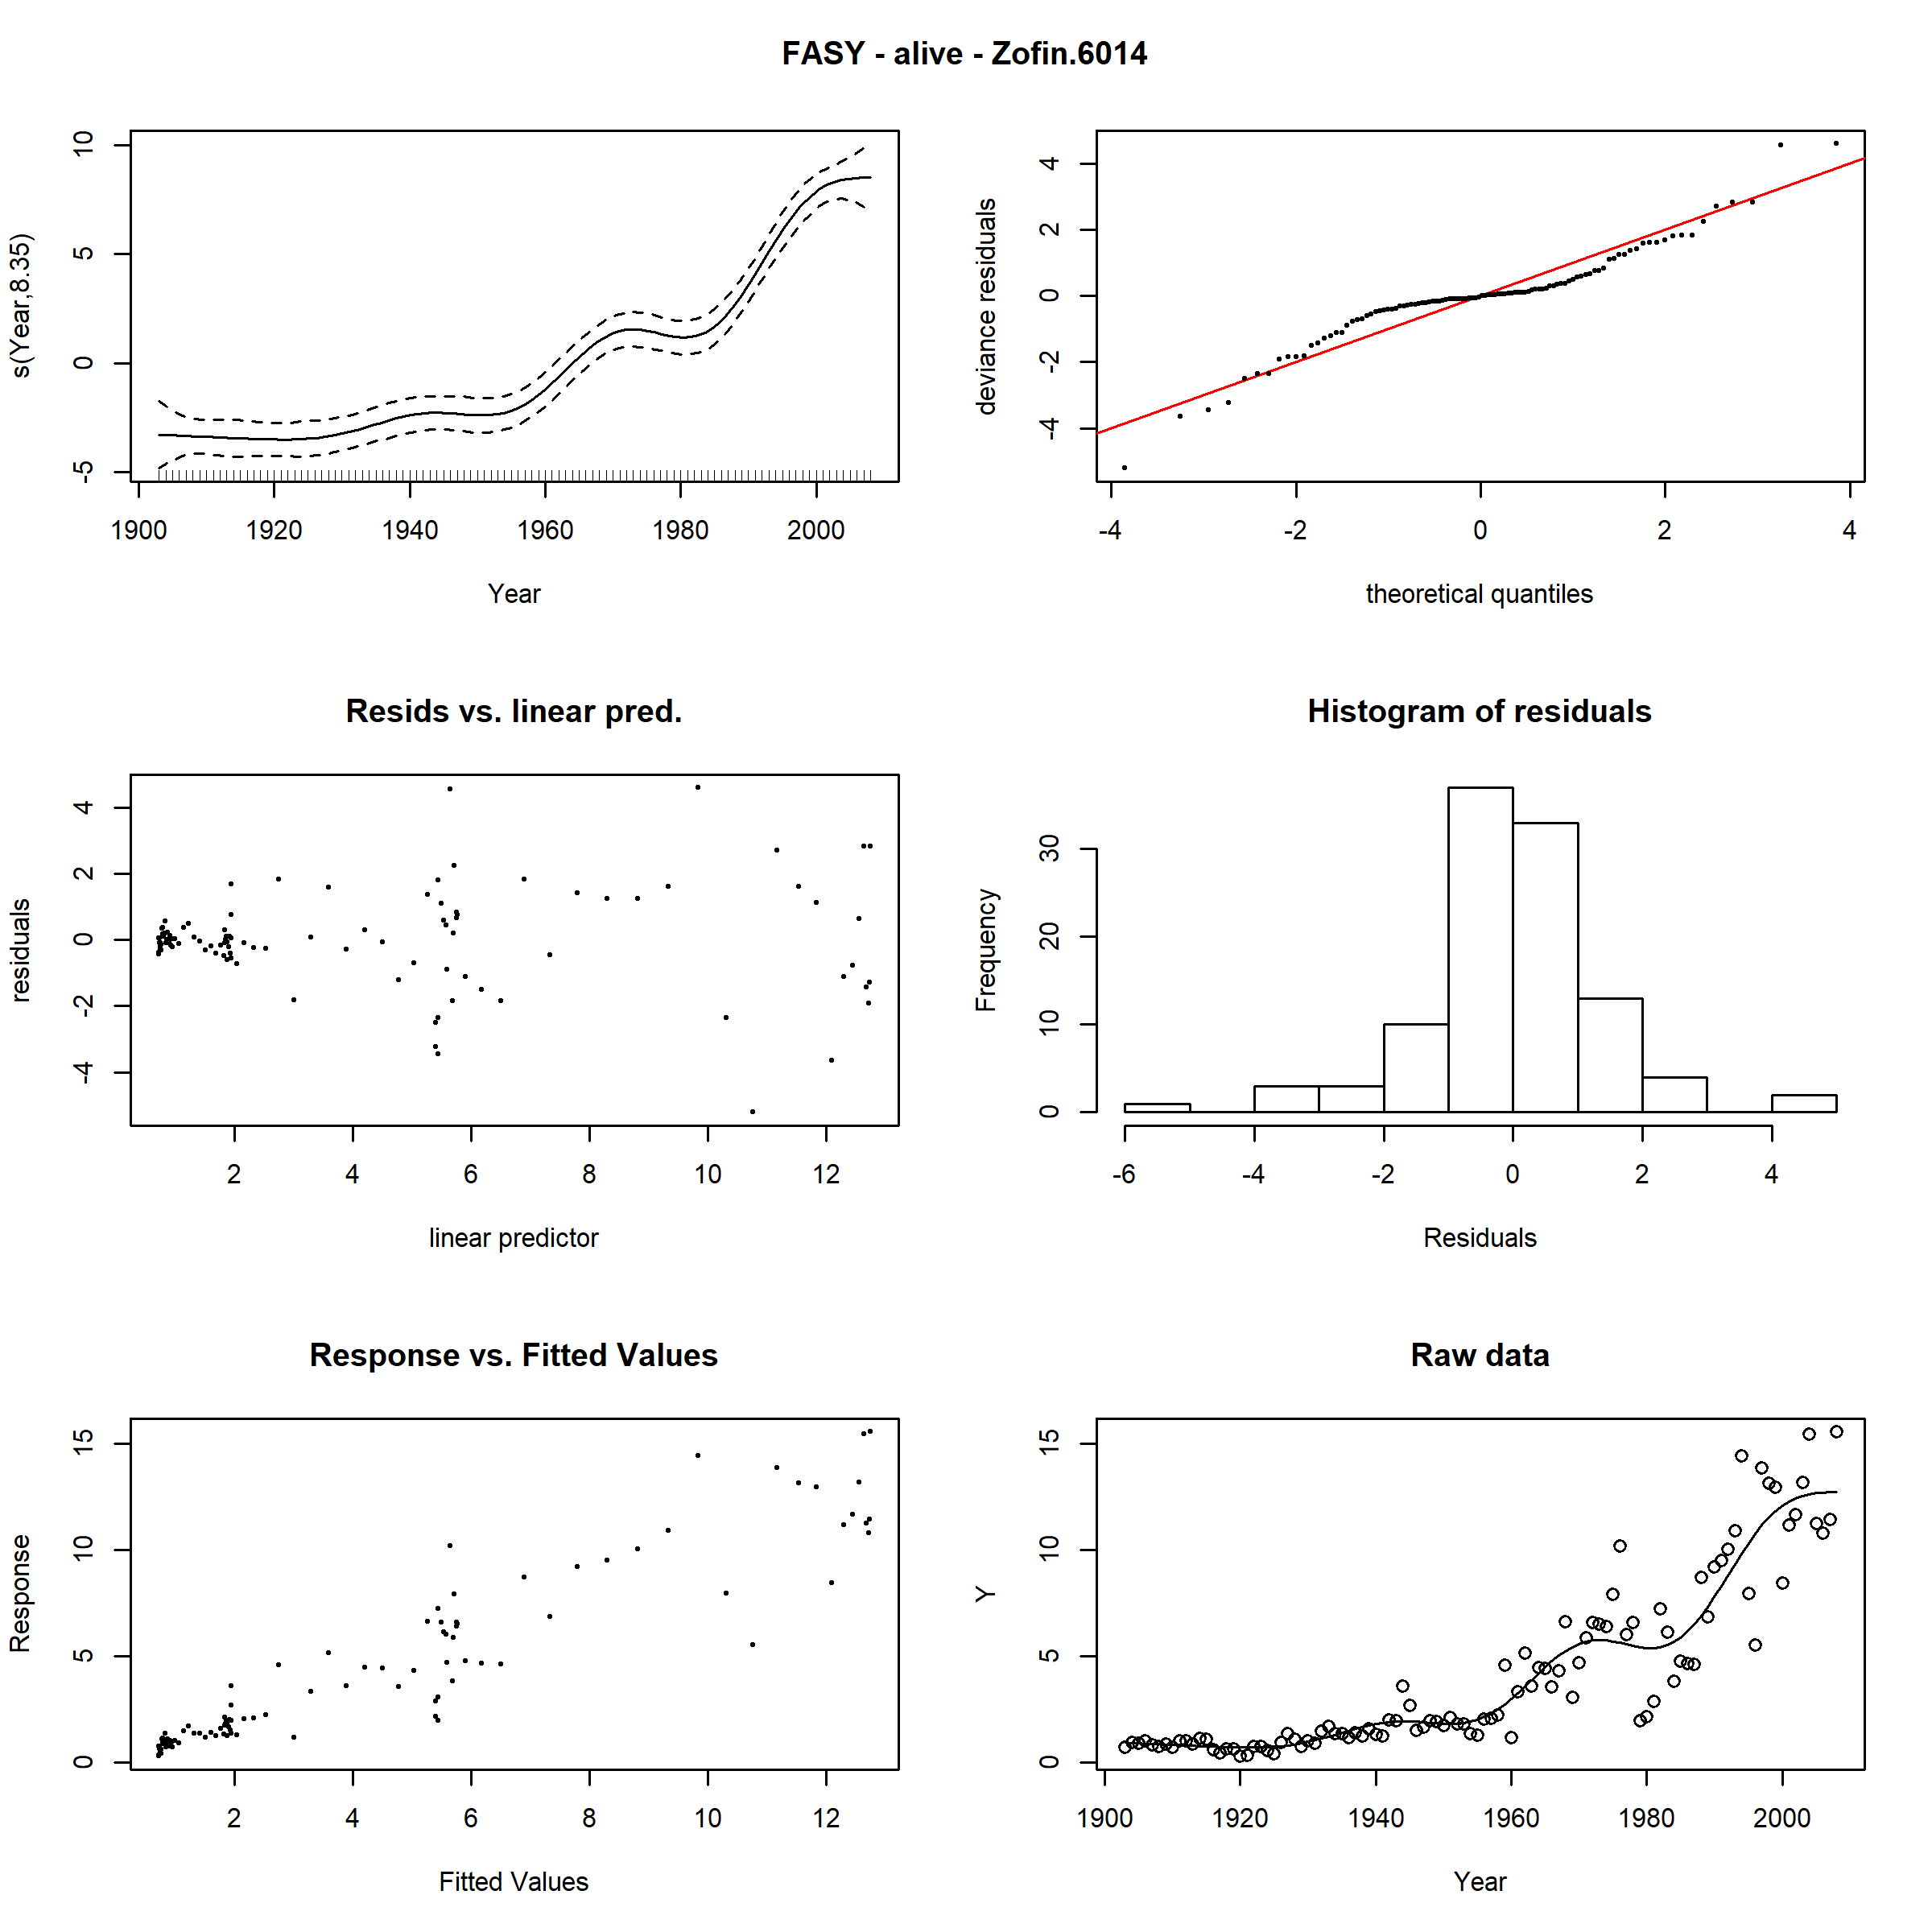 FASY - alive - Zofin.6014
s(Year,8.35)
-5 0 5 10
1900 1920 1940 1960 1980 2000
Year
deviance residuals
-4 -2 0 2 4
-4 -2 0 2 4
theoretical quantiles
Resids vs. linear pred.
residuals
-4 -2 0 2 4
2 4 6 8 10 12
linear predictor
Histogram of residuals
Frequency
0 10 20 30
-6 -4 -2 0 2 4
Residuals
Response vs. Fitted Values
Response
0 5 10 15
2 4 6 8 10 12
Fitted Values
Raw data
Y
0 5 10 15
1900 1920 1940 1960 1980 2000
Year